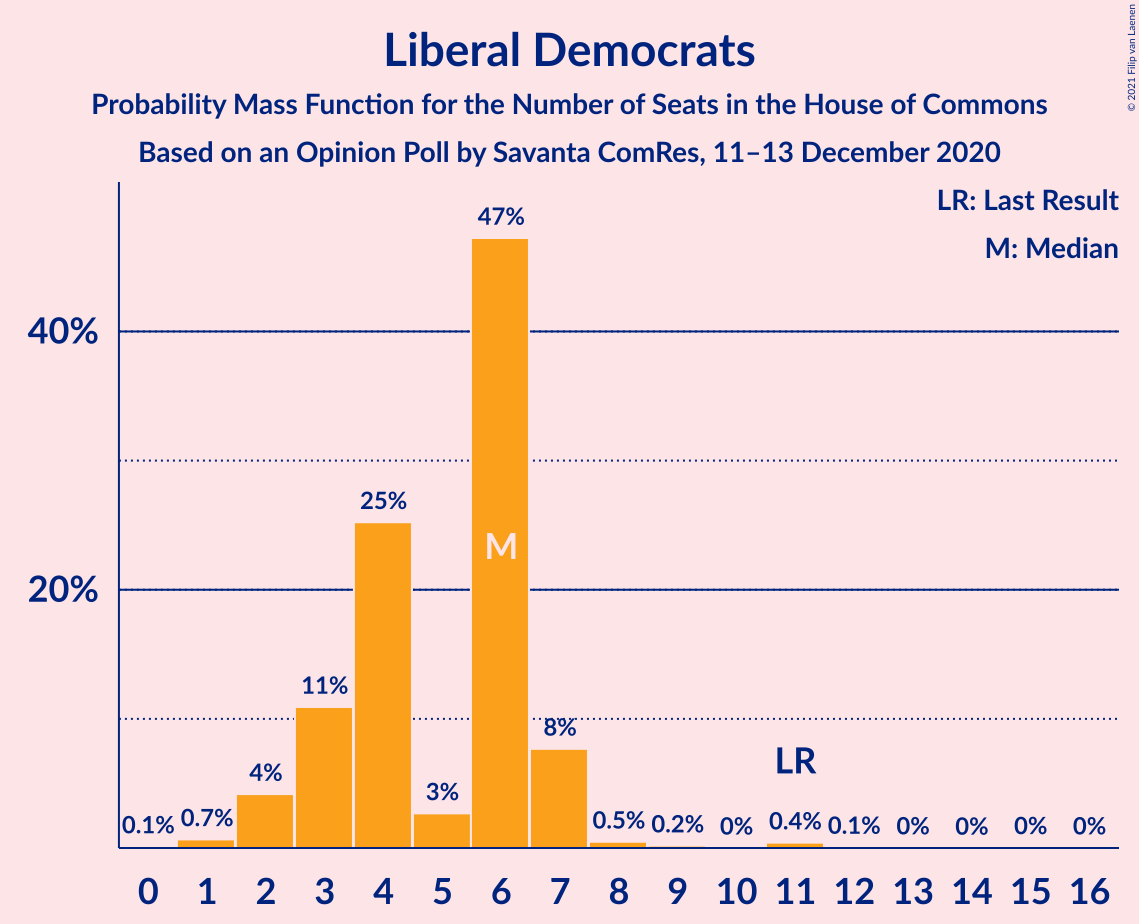 Liberal Democrats
Probability Mass Function for the Number of Seats in the House of Commons
Based on an Opinion Poll by Savanta ComRes, 11–13 December 2020
© 2021 Filip van Laenen
LR: Last Result
M: Median
47%
40%
25%
M
20%
11%
8%
4%
3%
LR
0.1% 0.7% 0.5% 0.2% 0% 0.4% 0.1% 0% 0% 0% 0%
0 1 2 3 4 5 6 7 8 9 10 11 12 13 14 15 16